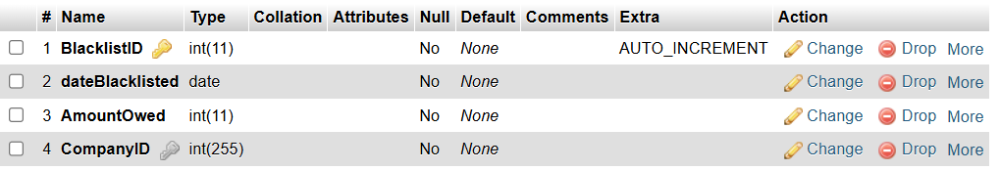 # Name Type Collation Attributes Null Default Comments Extra Action
1 BlacklistID int(11) No None AUTO_INCREMENT Change Drop More
2 dateBlacklisted date No None Change Drop More
3 AmountOwed int(11) No None Change Drop More
4 CompanyID int(255) No None Change Drop More